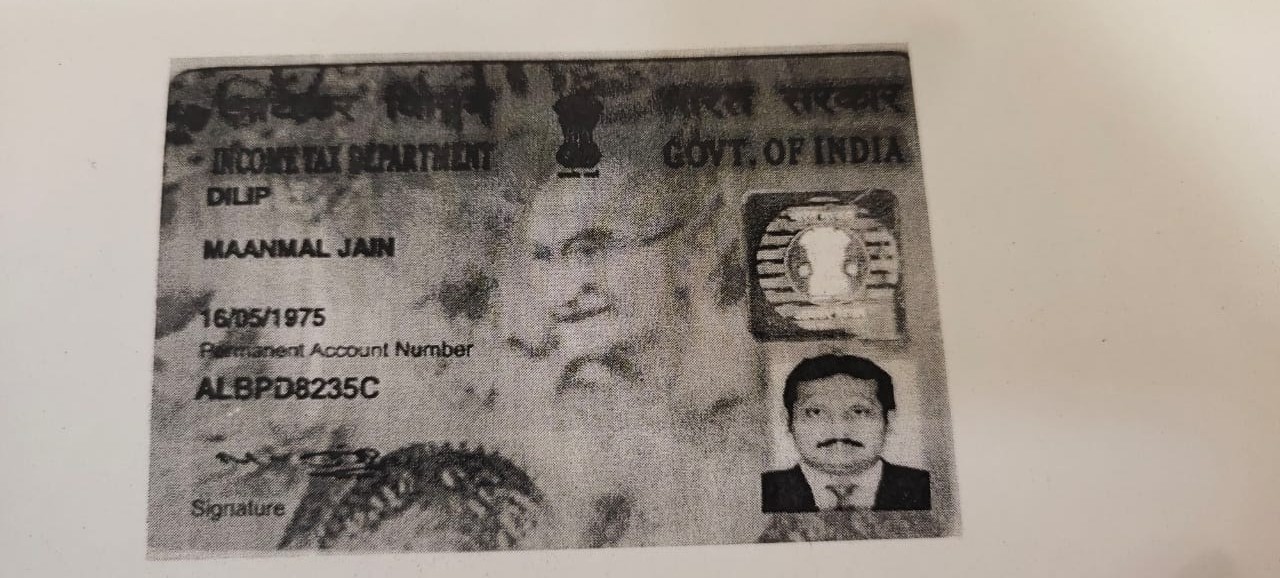 आयकर विभाग
भारत सरकार
INCOME TAX DEPARTMENT
GOVT. OF INDIA
DILIP
MAANMAL JAIN
16/05/1975
Permanent Account Number
ALBPD8235C
Signature